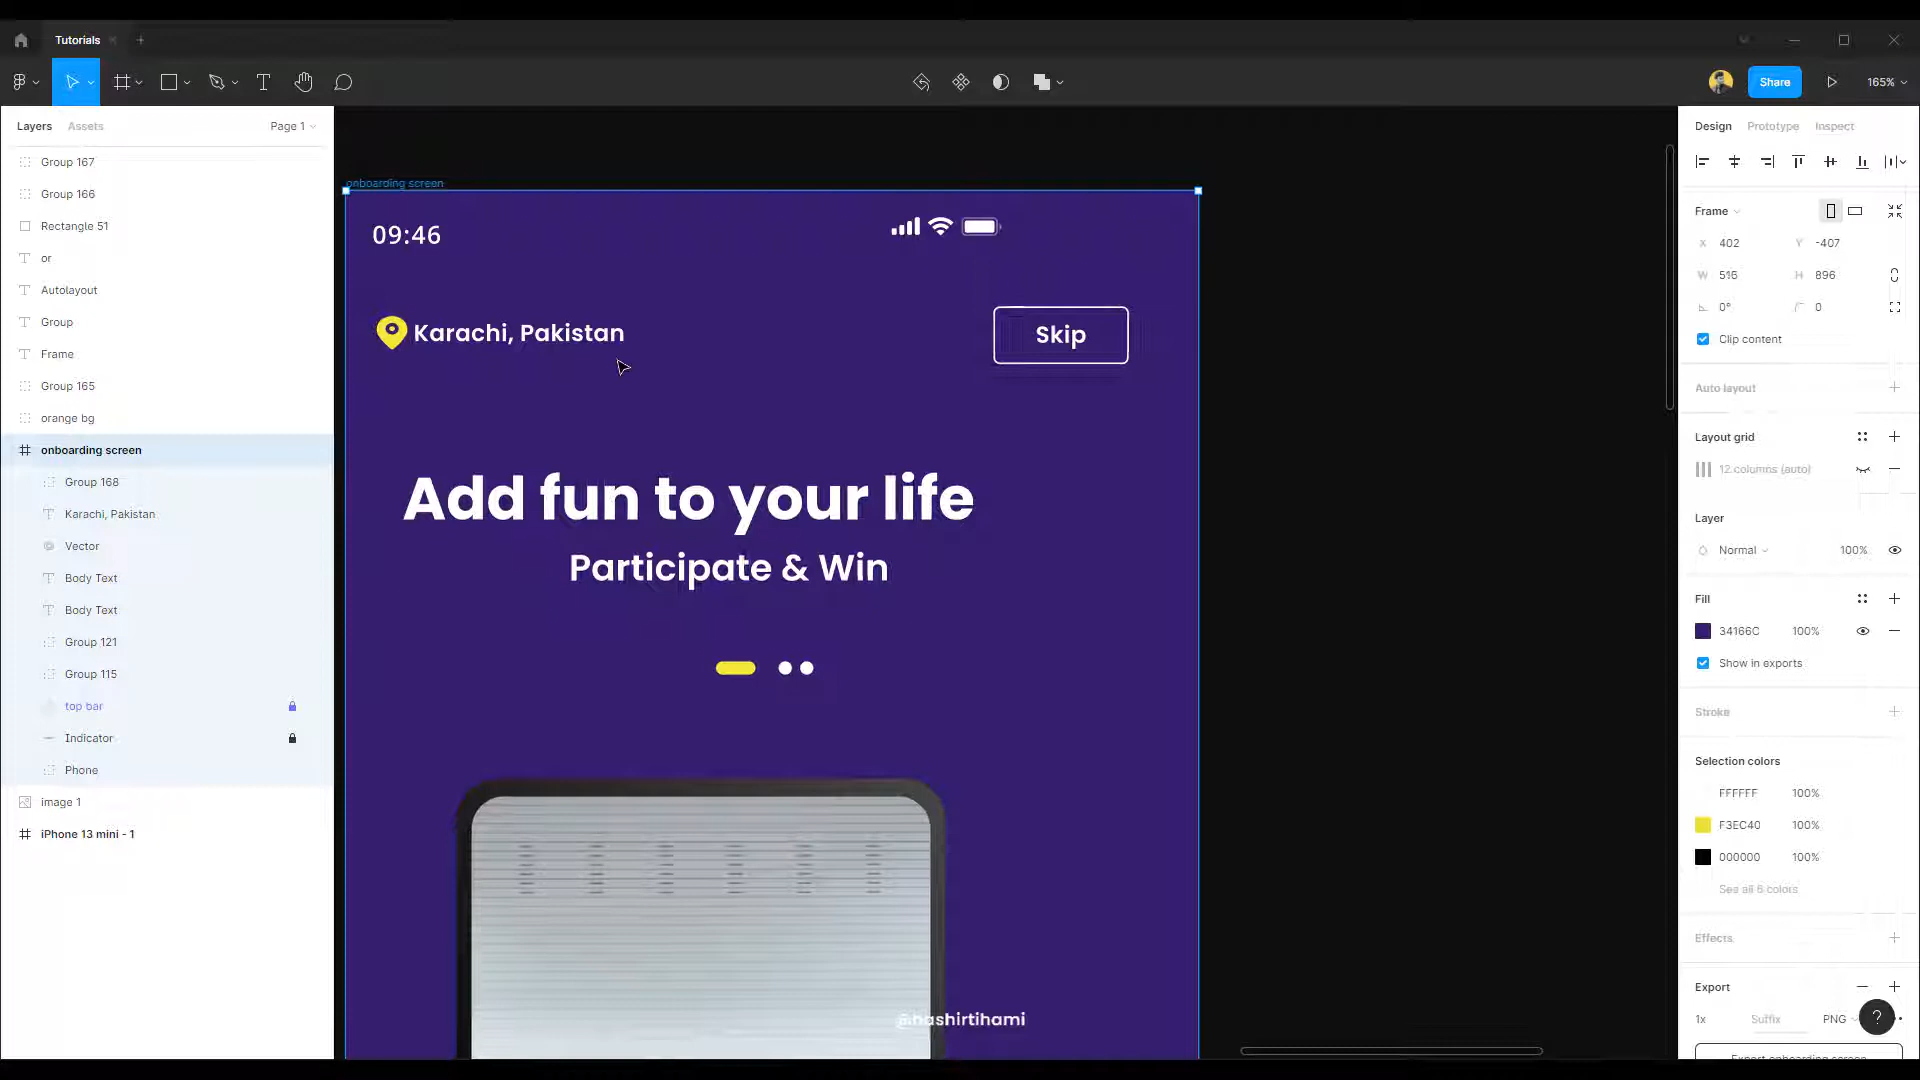 Tutorials
Share
165%
Layers Assets Page 1
Group 167
Group 166
Rectangle 51
or
Autolayout
Group
Frame
Group 165
orange bg
onboarding screen
Group 168
Karachi, Pakistan
Vector
Body Text
Body Text
Group 121
Group 115
top bar
Indicator
Phone
image 1
iPhone 13 mini - 1
onboarding screen
09:46
Karachi, Pakistan
Skip
Add fun to your life
Participate & Win
@hashirtihami
Design Prototype Inspect
Frame
X 402 Y -407
W 516 H 896
0° 0
Clip content
Auto layout
Layout grid
12 columns (auto)
Layer
Normal 100%
Fill
34166C 100%
Show in exports
Stroke
Selection colors
FFFFFF 100%
F3EC40 100%
000000 100%
See all 6 colors
Effects
Export
1x Suffix PNG
?
Export onboarding screen